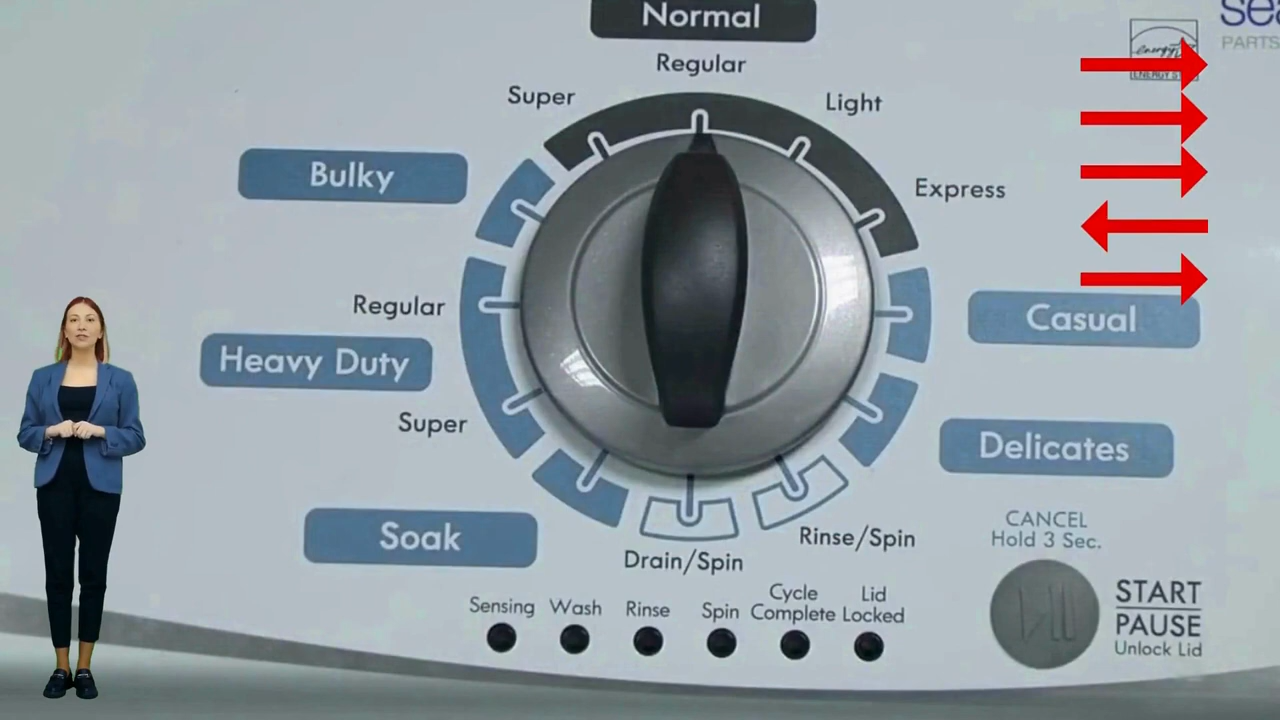 Normal
Regular
Super
Light
Bulky
Express
Regular
Casual
Heavy Duty
Super
Delicates
Soak
CANCEL
Hold 3 Sec.
Rinse/Spin
Drain/Spin
Sensing
Wash
Rinse
Spin
Cycle
Complete
Lid
Locked
START
PAUSE
Unlock Lid
PARTS